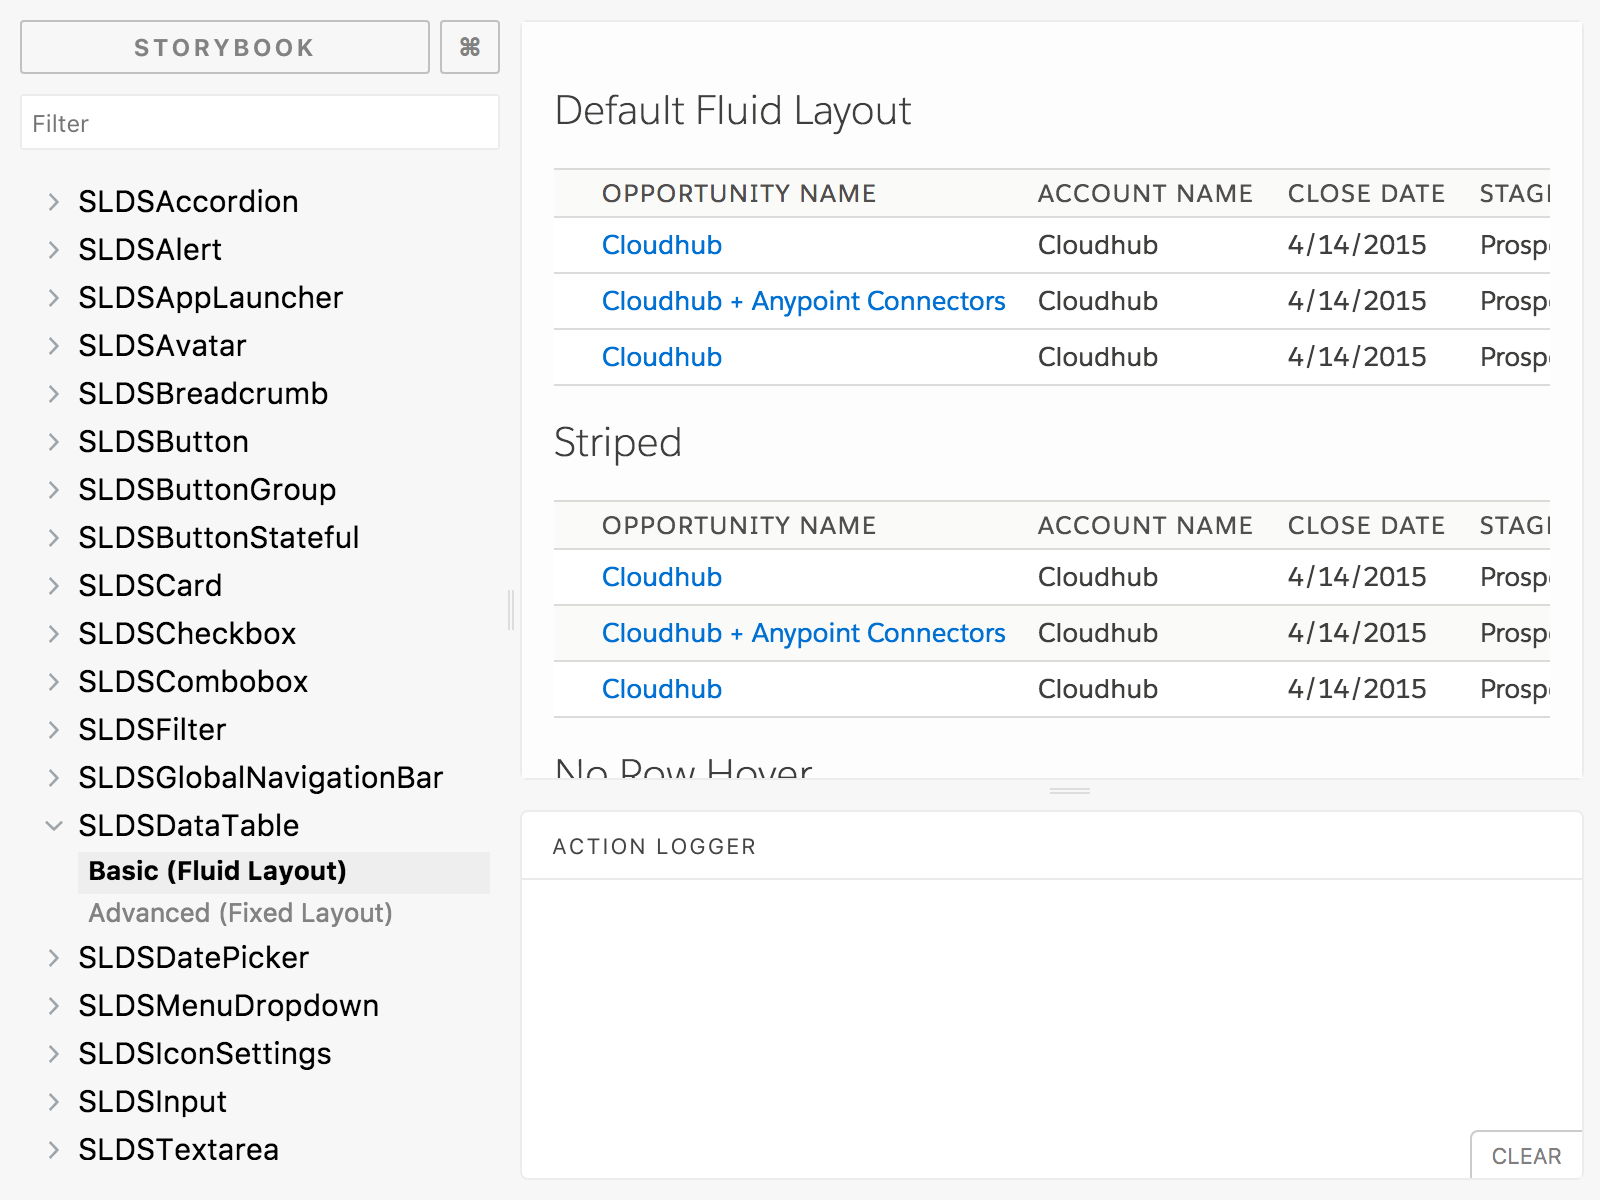 STORYBOOK ⌘
Filter
SLDSAccordion
SLDSAlert
SLDSAppLauncher
SLDSAvatar
SLDSBreadcrumb
SLDSButton
SLDSButtonGroup
SLDSButtonStateful
SLDSCard
SLDSCheckbox
SLDSCombobox
SLDSFilter
SLDSGlobalNavigationBar
SLDSDataTable
Basic (Fluid Layout)
Advanced (Fixed Layout)
SLDSDatePicker
SLDSMenuDropdown
SLDSIconSettings
SLDSInput
SLDSTextarea
Default Fluid Layout
OPPORTUNITY NAME ACCOUNT NAME CLOSE DATE STAG
Cloudhub Cloudhub 4/14/2015 Prosp
Cloudhub + Anypoint Connectors Cloudhub 4/14/2015 Prosp
Cloudhub Cloudhub 4/14/2015 Prosp
Striped
OPPORTUNITY NAME ACCOUNT NAME CLOSE DATE STAG
Cloudhub Cloudhub 4/14/2015 Prosp
Cloudhub + Anypoint Connectors Cloudhub 4/14/2015 Prosp
Cloudhub Cloudhub 4/14/2015 Prosp
No Row Hover
ACTION LOGGER
CLEAR